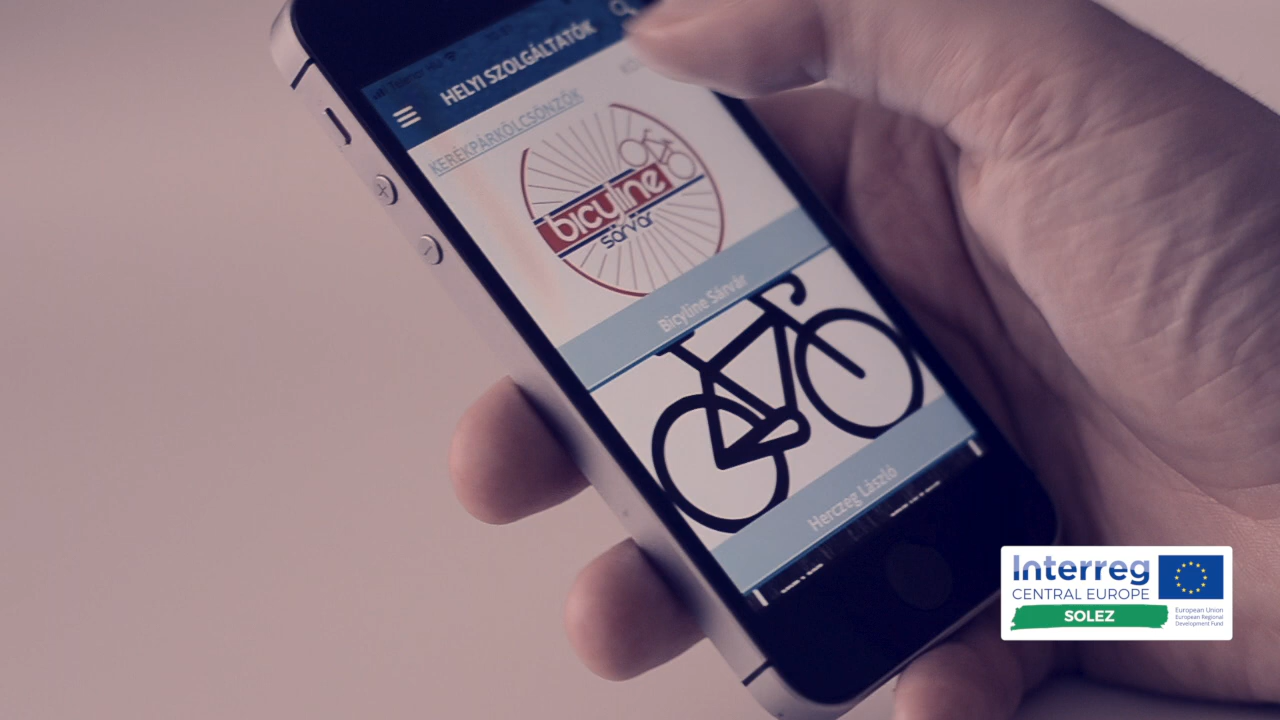 HELYI SZOLGÁLTATÓK
KERÉKPÁRKÖLCSÖNZŐK
bicyline
sárvár
Bicyline Sárvár
Herczeg László
Interreg
CENTRAL EUROPE
SOLEZ
European Union
European Regional
Development Fund